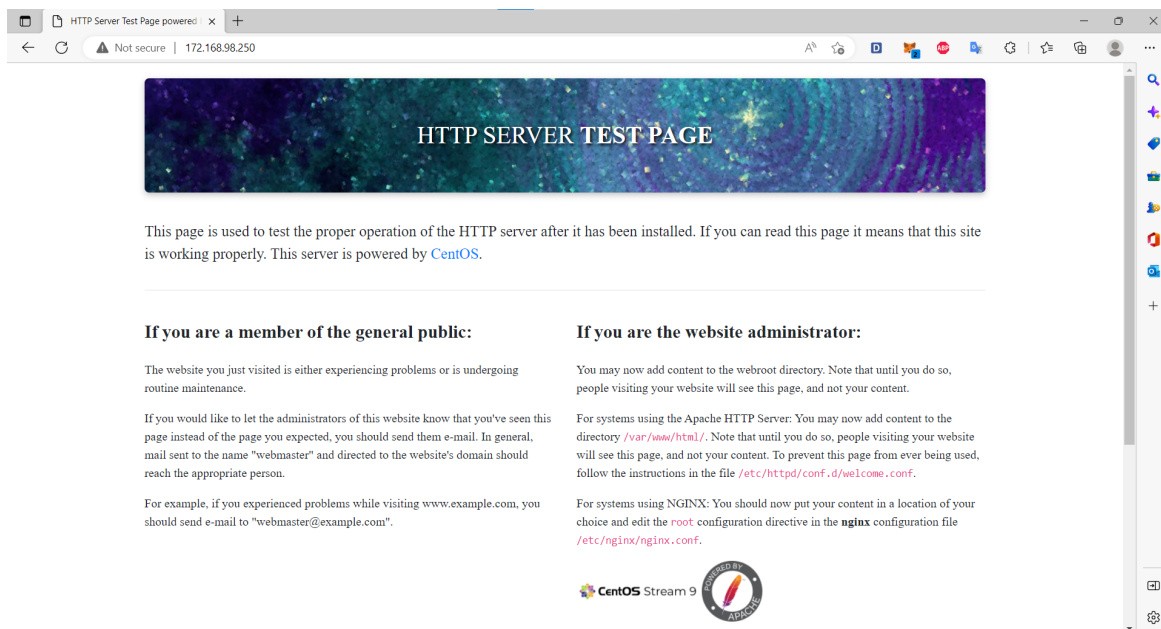 HTTP Server Test Page powered
Not secure
172.168.98.250
2
ABP
HTTP SERVER TEST PAGE
This page is used to test the proper operation of the HTTP server after it has been installed. If you can read this page it means that this site
is working properly. This server is powered by CentOS.
If you are a member of the general public:
The website you just visited is either experiencing problems or is undergoing
routine maintenance.
If you would like to let the administrators of this website know that you've seen this
page instead of the page you expected, you should send them e-mail. In general,
mail sent to the name "webmaster" and directed to the website's domain should
reach the appropriate person.
For example, if you experienced problems while visiting www.example.com, you
should send e-mail to "webmaster@example.com".
If you are the website administrator:
You may now add content to the webroot directory. Note that until you do so,
people visiting your website will see this page, and not your content.
For systems using the Apache HTTP Server: You may now add content to the
directory /var/www/html/. Note that until you do so, people visiting your website
will see this page, and not your content. To prevent this page from ever being used,
follow the instructions in the file /etc/httpd/conf.d/welcome.conf.
For systems using NGINX: You should now put your content in a location of your
choice and edit the root configuration directive in the nginx configuration file
/etc/nginx/nginx.conf.
CentOS Stream 9
POWERED BY
APACHE